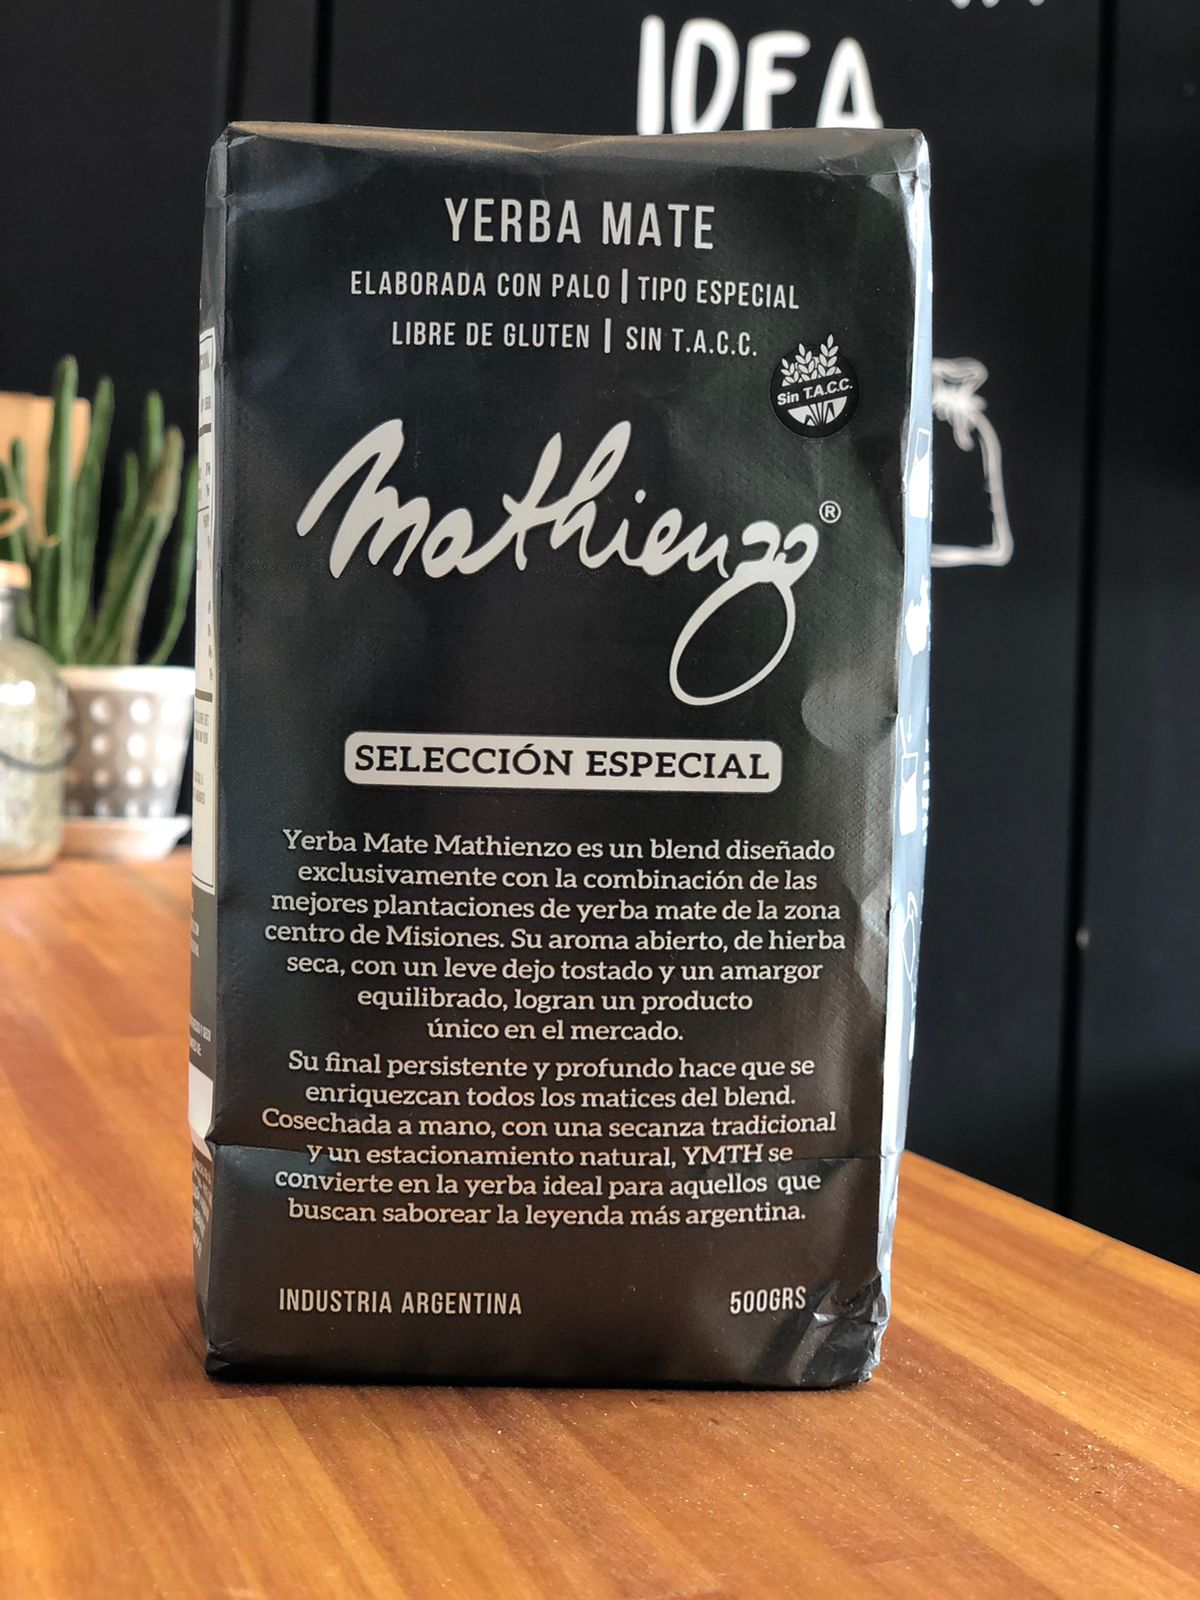 IDEA
YERBA MATE
ELABORADA CON PALO | TIPO ESPECIAL
LIBRE DE GLUTEN | SIN T.A.C.C.
Sin T.A.C.C.
Mathienzo®
SELECCIÓN ESPECIAL
Yerba Mate Mathienzo es un blend diseñado
exclusivamente con la combinación de las
mejores plantaciones de yerba mate de la zona
centro de Misiones. Su aroma abierto, de hierba
seca, con un leve dejo tostado y un amargor
equilibrado, logran un producto
único en el mercado.
Su final persistente y profundo hace que se
enriquezcan todos los matices del blend.
Cosechada a mano, con una secanza tradicional
y un estacionamiento natural, YMTH se
convierte en la yerba ideal para aquellos que
buscan saborear la leyenda más argentina.
INDUSTRIA ARGENTINA
500GRS